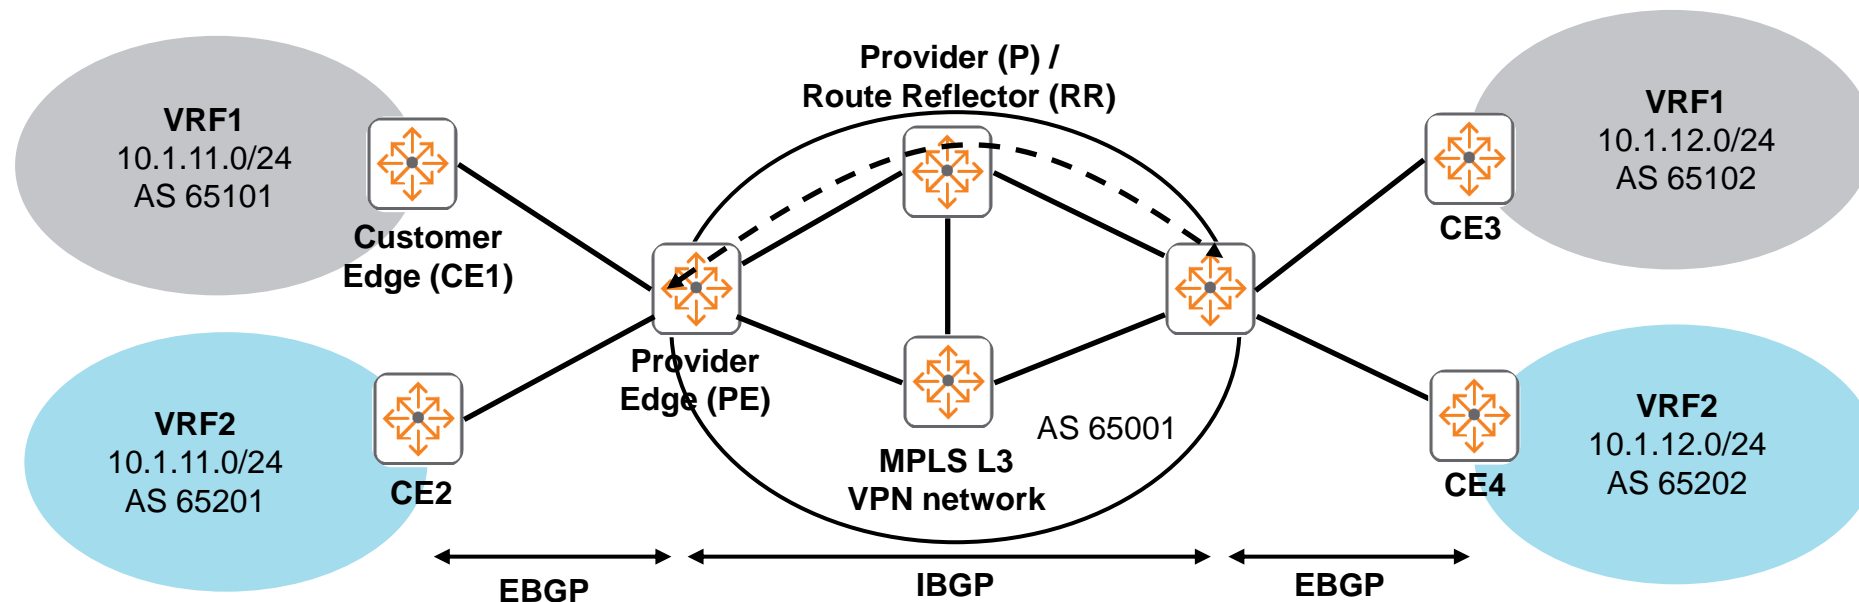 Provider (P) /
Route Reflector (RR)
VRF1
10.1.11.0/24
AS 65101
Customer
Edge (CE1)
VRF1
10.1.12.0/24
AS 65102
CE3
Provider
Edge (PE)
VRF2
10.1.11.0/24
AS 65201
CE2
AS 65001
MPLS L3
VPN network
VRF2
10.1.12.0/24
AS 65202
CE4
EBGP
IBGP
EBGP